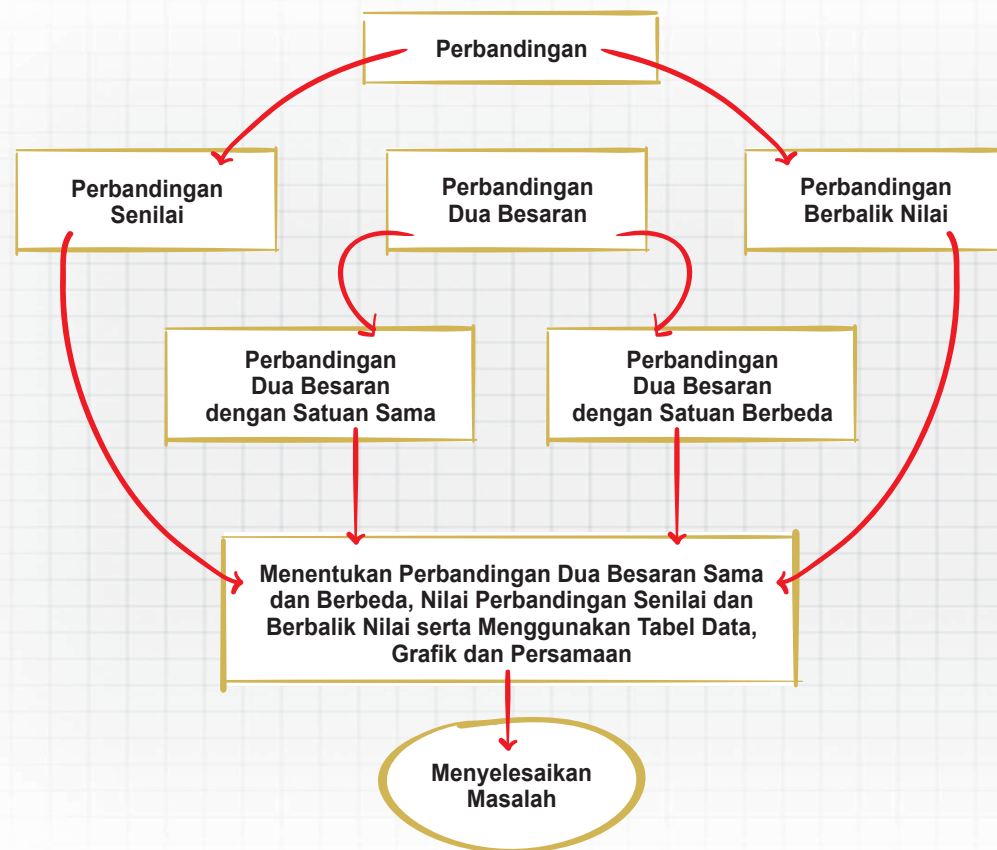 Perbandingan
Perbandingan
Senilai
Perbandingan
Dua Besaran
Perbandingan
Berbalik Nilai
Perbandingan
Dua Besaran
dengan Satuan Sama
Perbandingan
Dua Besaran
dengan Satuan Berbeda
Menentukan Perbandingan Dua Besaran Sama
dan Berbeda, Nilai Perbandingan Senilai dan
Berbalik Nilai serta Menggunakan Tabel Data,
Grafik dan Persamaan
Menyelesaikan
Masalah